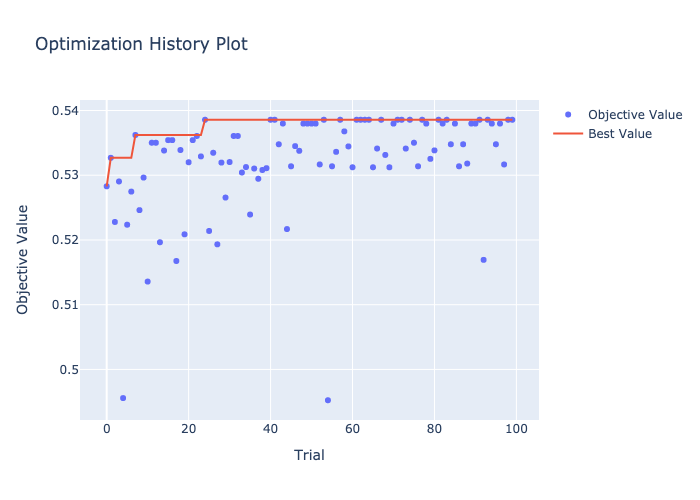 Optimization History Plot
Objective Value
Best Value
0.54
0.53
0.52
0.51
0.5
Objective Value
0
20
40
60
80
100
Trial